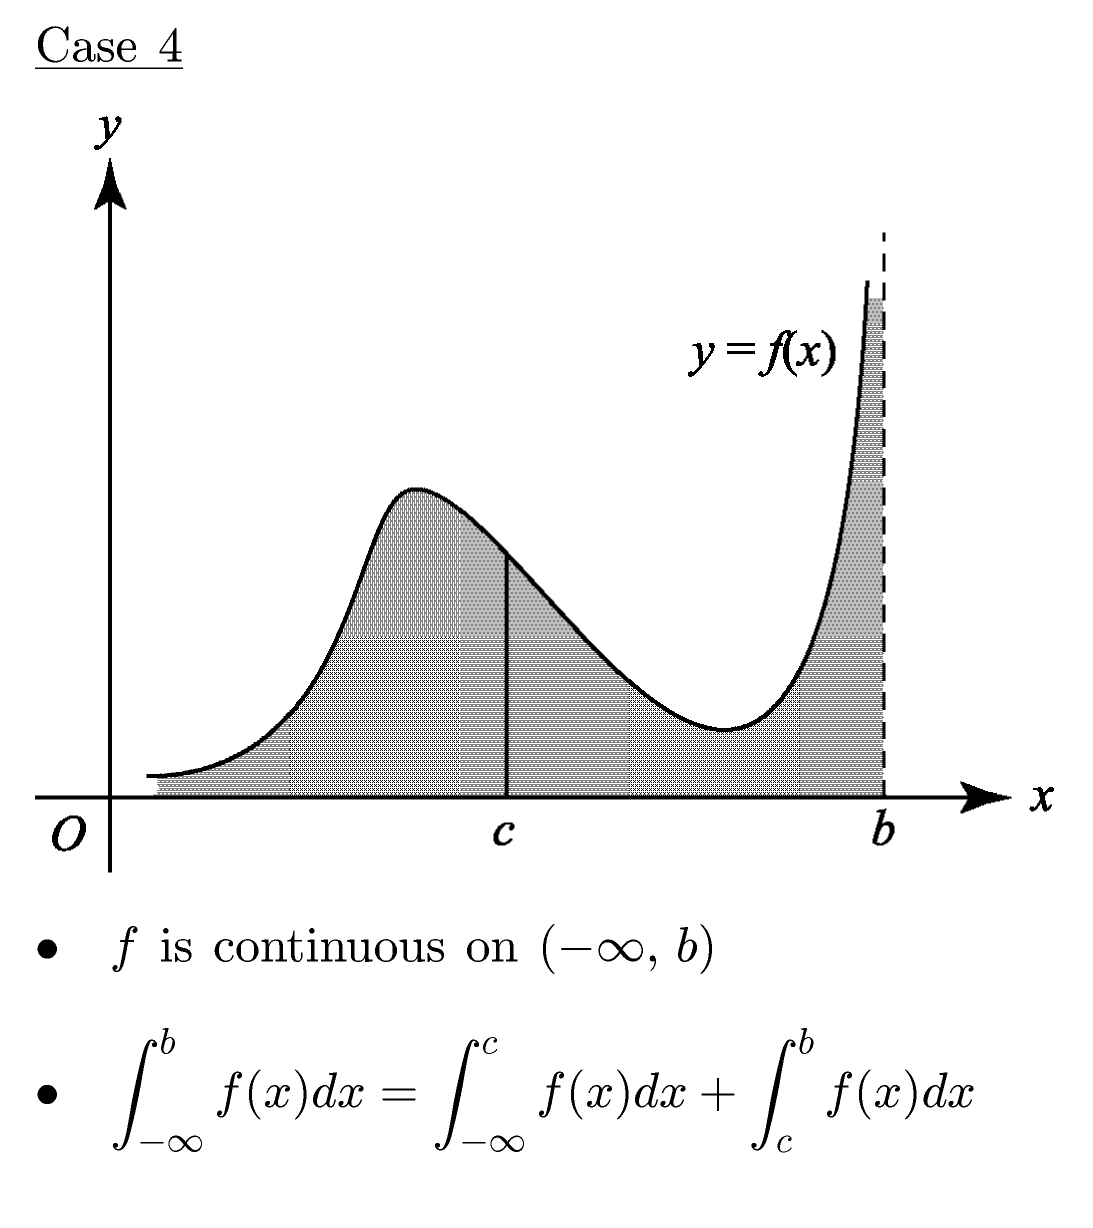 Case 4
y
y = f(x)
O
c
b
x
• f is continuous on (−∞, b)
• ∫_{−∞}^{b} f(x)dx = ∫_{−∞}^{c} f(x)dx + ∫_{c}^{b} f(x)dx